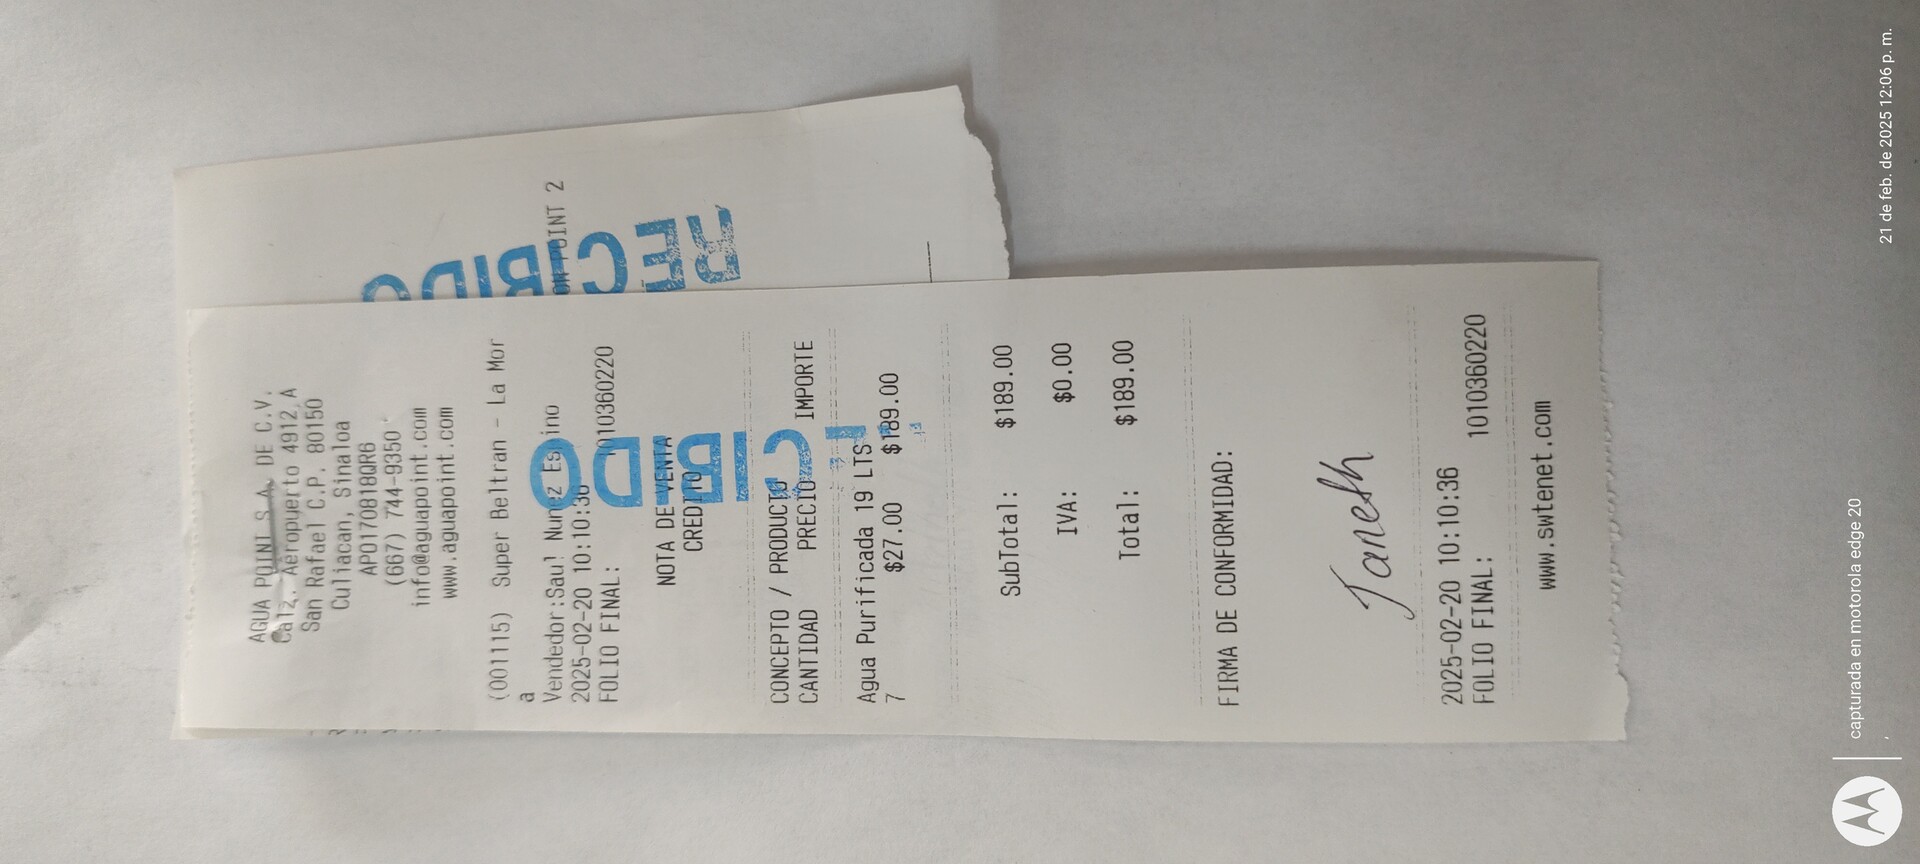 AGUA POINT S.A. DE C.V.
Calz. Aeropuerto 4912 A
San Rafael C.P. 80150
Culiacan, Sinaloa
APO170818QR6
(667) 744-9350
info@aguapoint.com
www.aguapoint.com
(001115) Super Beltran - La Mor
a
Vendedor:Saul Nunez Espino
2025-02-20 10:10:36
FOLIO FINAL: 1010360220
NOTA DE VENTA
CREDITO
RECIBIDO
CONCEPTO / PRODUCTO
CANTIDAD PRECIO IMPORTE
Agua Purificada 19 LTS
7 $27.00 $189.00
SubTotal: $189.00
IVA: $0.00
Total: $189.00
FIRMA DE CONFORMIDAD:
Janeth
2025-02-20 10:10:36
FOLIO FINAL: 1010360220
www.swtenet.com
POINT 2
RECIBIDO
capturada en motorola edge 20
21 de feb. de 2025 12:06 p. m.